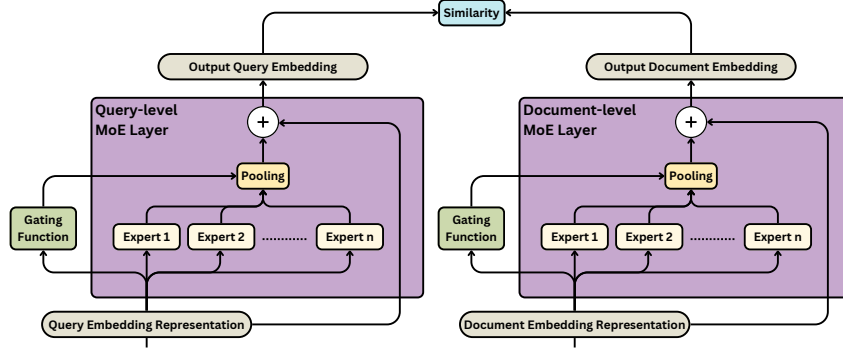 Similarity
Output Query Embedding
Output Document Embedding
Query-level
MoE Layer
Document-level
MoE Layer
+
+
Pooling
Pooling
Gating
Function
Expert 1
Expert 2
............
Expert n
Gating
Function
Expert 1
Expert 2
............
Expert n
Query Embedding Representation
Document Embedding Representation